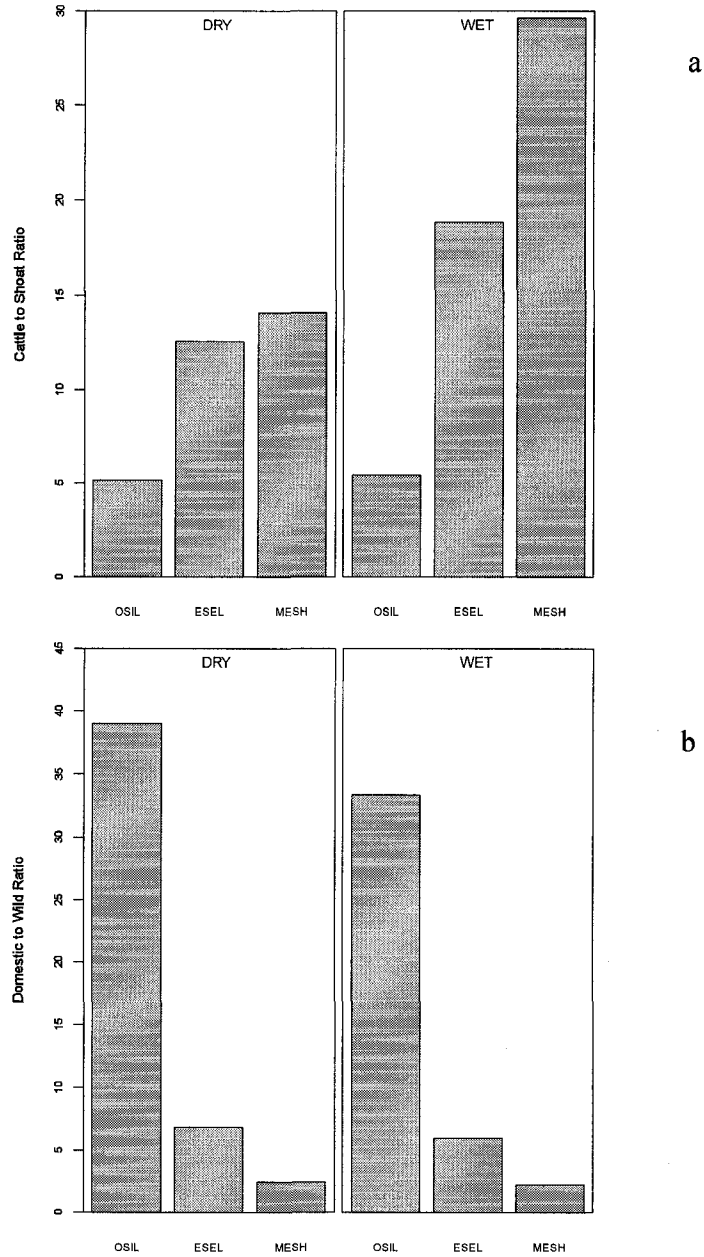 DRY WET
a
Cattle to Shoat Ratio
30
25
20
15
10
5
0
OSIL ESEL MESH OSIL ESEL MESH
DRY WET
b
Domestic to Wild Ratio
45
40
35
30
25
20
15
10
5
0
OSIL ESEL MESH OSIL ESEL MESH